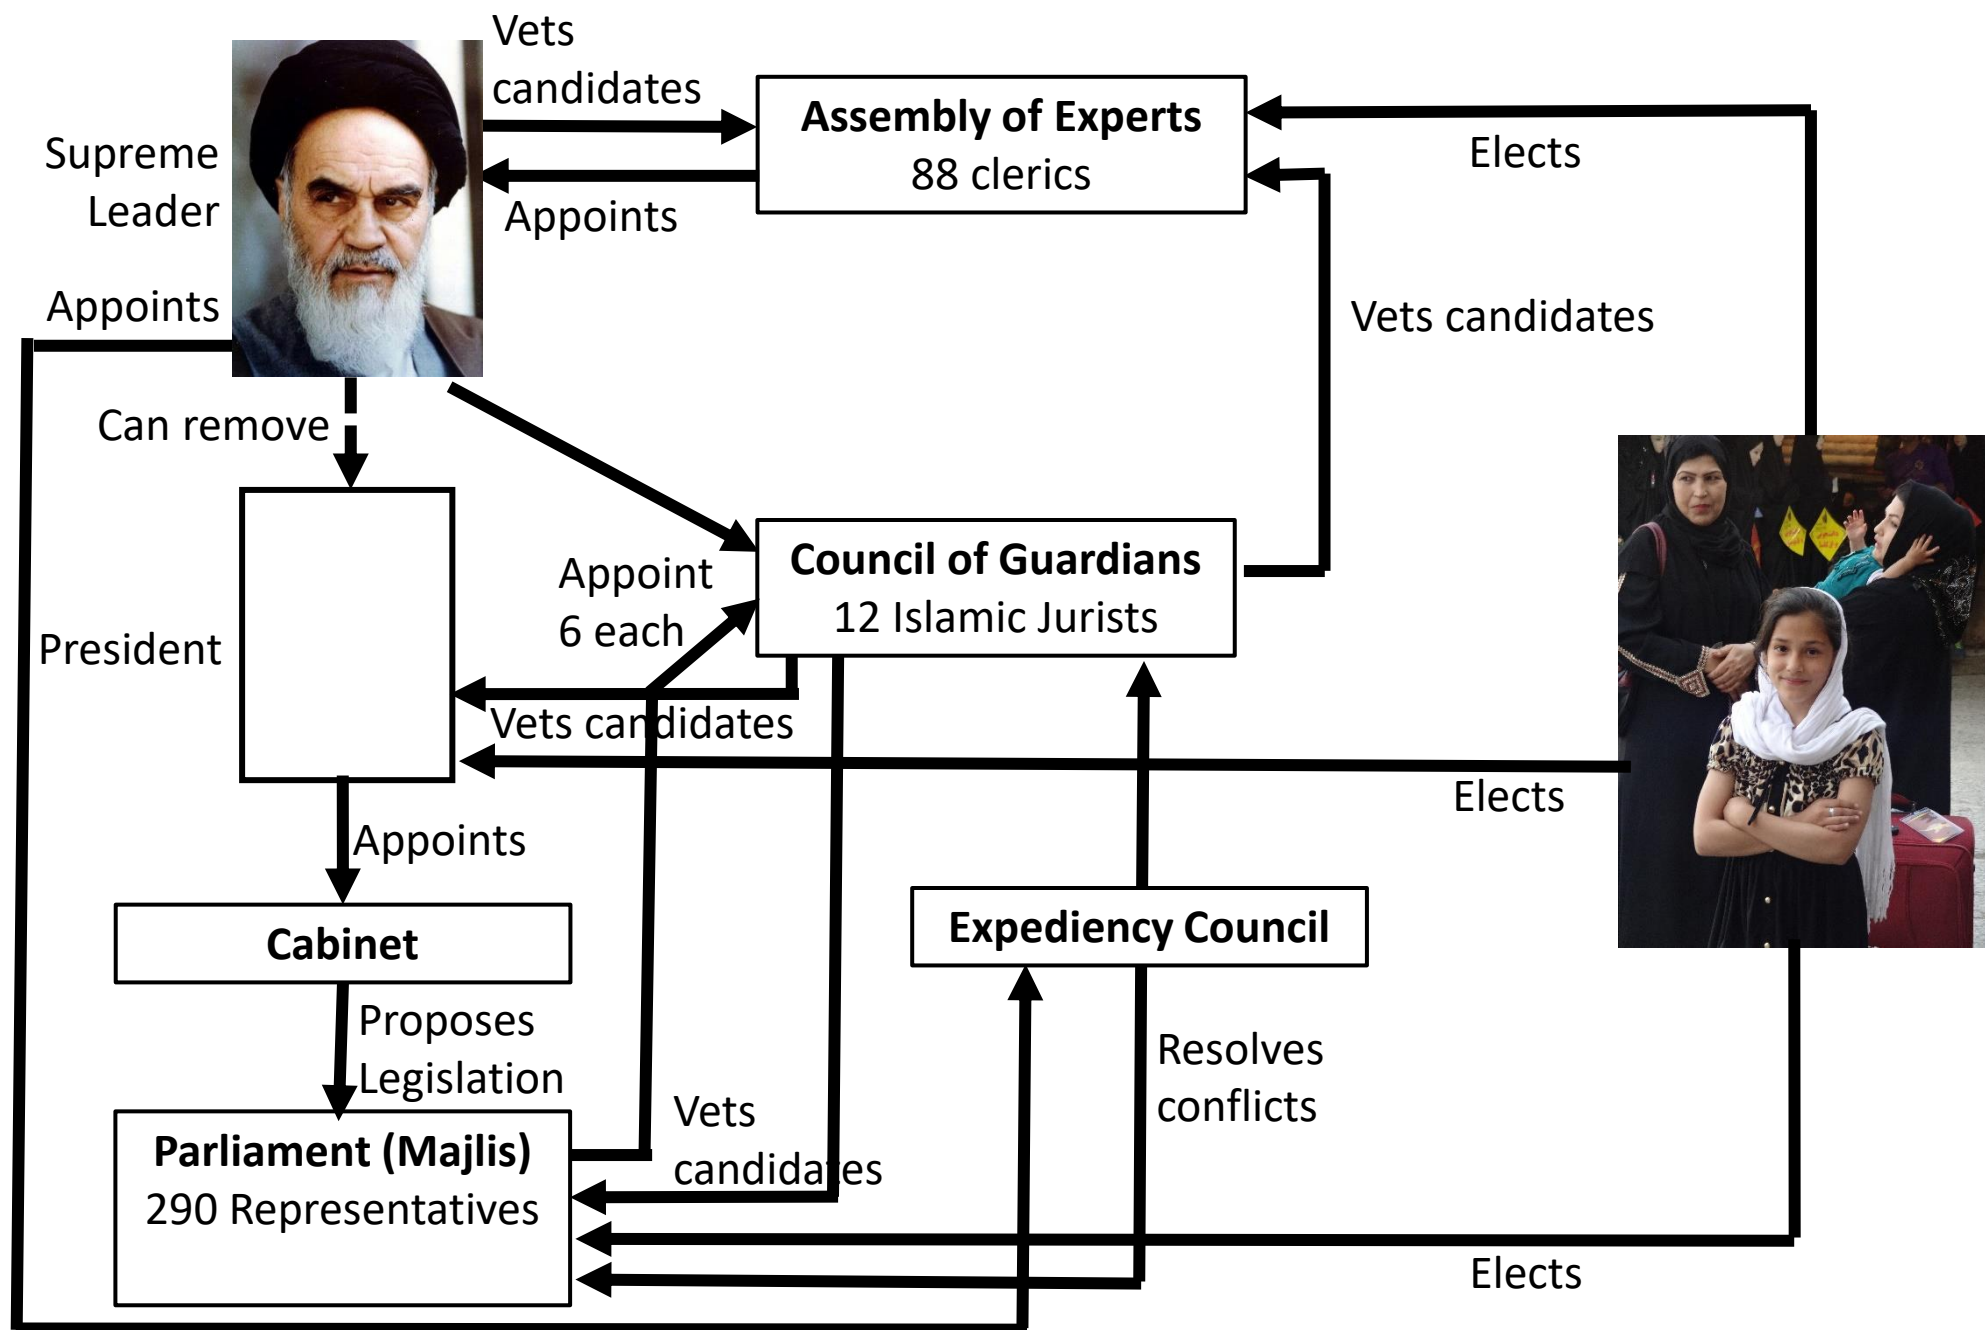 Vets
candidates
Assembly of Experts
88 clerics
Elects
Supreme
Leader
Appoints
Appoints
Vets candidates
Can remove
Council of Guardians
12 Islamic Jurists
Appoint
6 each
President
Vets candidates
Elects
Appoints
Cabinet
Expediency Council
Proposes
Legislation
Resolves
conflicts
Vets
candidates
Parliament (Majlis)
290 Representatives
Elects